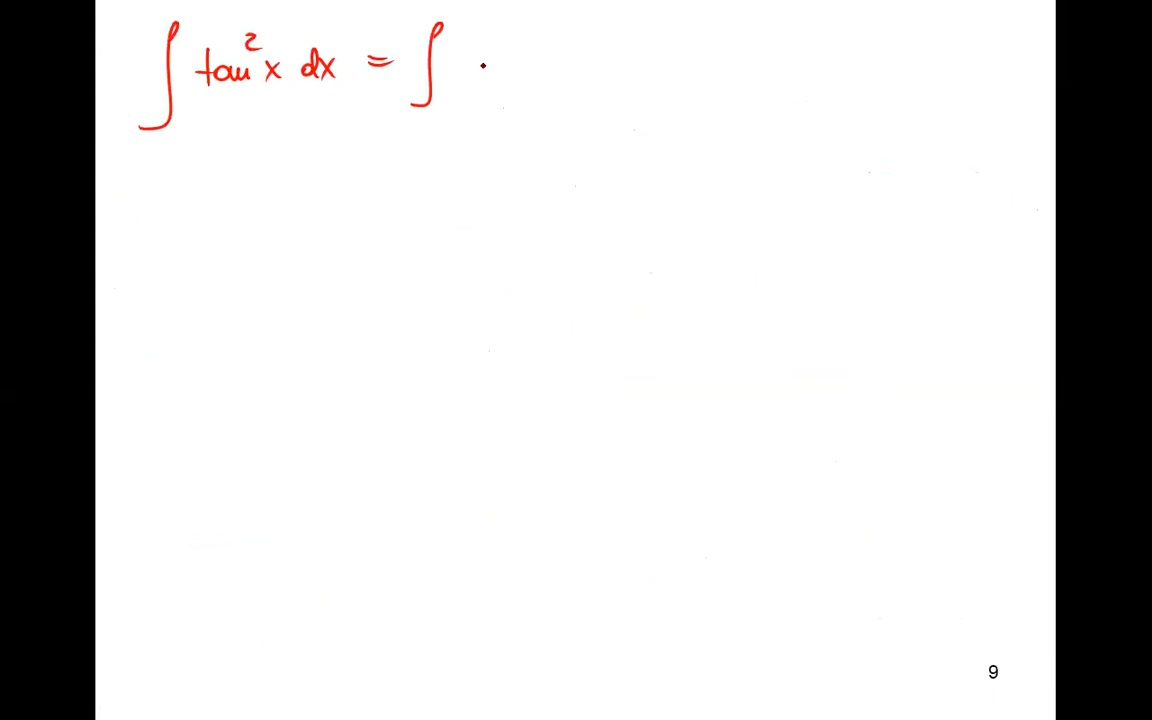 ∫ tan²x dx = ∫
9